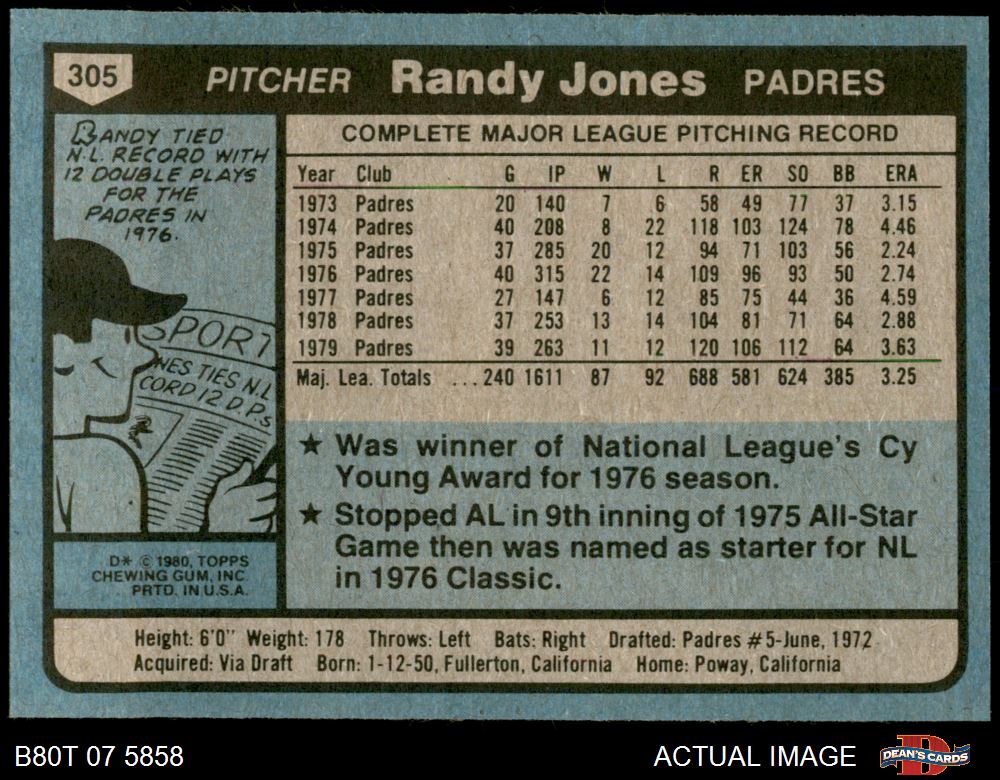 305 PITCHER Randy Jones PADRES
RANDY TIED
N.L. RECORD WITH
12 DOUBLE PLAYS
FOR THE
PADRES IN
1976.
SPORT
NES TIES N.L
CORD 12 D.P.s
D* © 1980, TOPPS
CHEWING GUM, INC.
PRTD. IN U.S.A.
COMPLETE MAJOR LEAGUE PITCHING RECORD
Year Club G IP W L R ER SO BB ERA
1973 Padres 20 140 7 6 58 49 77 37 3.15
1974 Padres 40 208 8 22 118 103 124 78 4.46
1975 Padres 37 285 20 12 94 71 103 56 2.24
1976 Padres 40 315 22 14 109 96 93 50 2.74
1977 Padres 27 147 6 12 85 75 44 36 4.59
1978 Padres 37 253 13 14 104 81 71 64 2.88
1979 Padres 39 263 11 12 120 106 112 64 3.63
Maj. Lea. Totals ...240 1611 87 92 688 581 624 385 3.25
★ Was winner of National League's Cy
Young Award for 1976 season.
★ Stopped AL in 9th inning of 1975 All-Star
Game then was named as starter for NL
in 1976 Classic.
Height: 6'0" Weight: 178 Throws: Left Bats: Right Drafted: Padres #5-June, 1972
Acquired: Via Draft Born: 1-12-50, Fullerton, California Home: Poway, California
B80T 07 5858 ACTUAL IMAGE DEAN'S CARDS